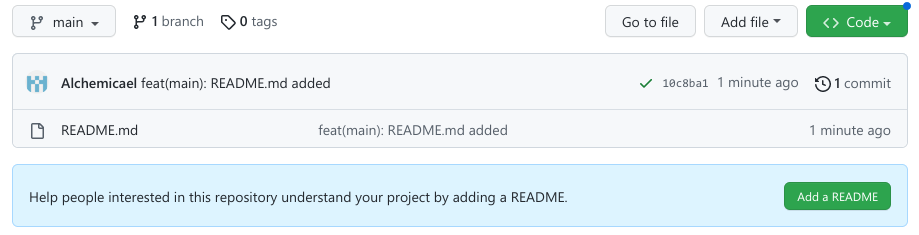 main 1 branch 0 tags Go to file Add file Code
Alchemicael feat(main): README.md added 10c8ba1 1 minute ago 1 commit
README.md feat(main): README.md added 1 minute ago
Help people interested in this repository understand your project by adding a README. Add a README